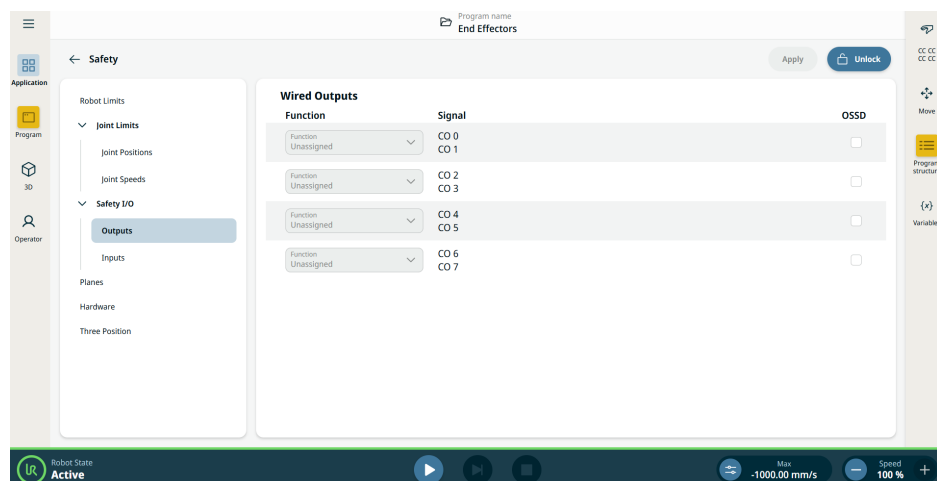 Program name
End Effectors
Safety
Apply
Unlock
CC CC
CC CC
Application
Program
3D
Operator
Robot Limits
Joint Limits
Joint Positions
Joint Speeds
Safety I/O
Outputs
Inputs
Planes
Hardware
Three Position
Wired Outputs
Function Signal OSSD
Function
Unassigned
CO 0
CO 1
Function
Unassigned
CO 2
CO 3
Function
Unassigned
CO 4
CO 5
Function
Unassigned
CO 6
CO 7
Move
Program
structur
{x}
Variable
UR
Robot State
Active
Max
-1000.00 mm/s
Speed
100 %